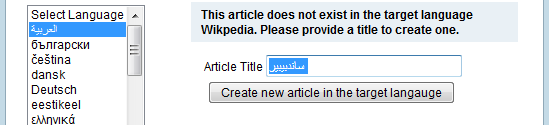 Select Language
العربية
български
čeština
dansk
Deutsch
eestikeel
ελληνικά
This article does not exist in the target language
Wikpedia. Please provide a title to create one.
Article Title ساندبيبير
Create new article in the target langauge